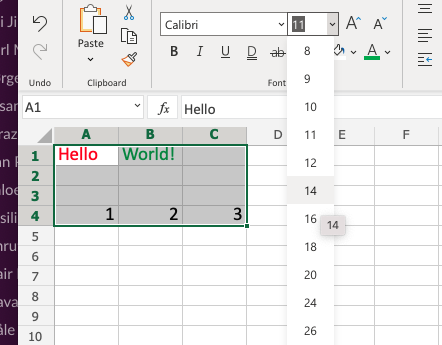 Calibri
11
Paste
B I U D ab A
Undo
Clipboard
A1
fx
Hello
A B C D E F
1 Hello World!
2
3
4 1 2 3
5
6
7
8
9
10
8
9
10
11
12
14
16
14
18
20
24
26